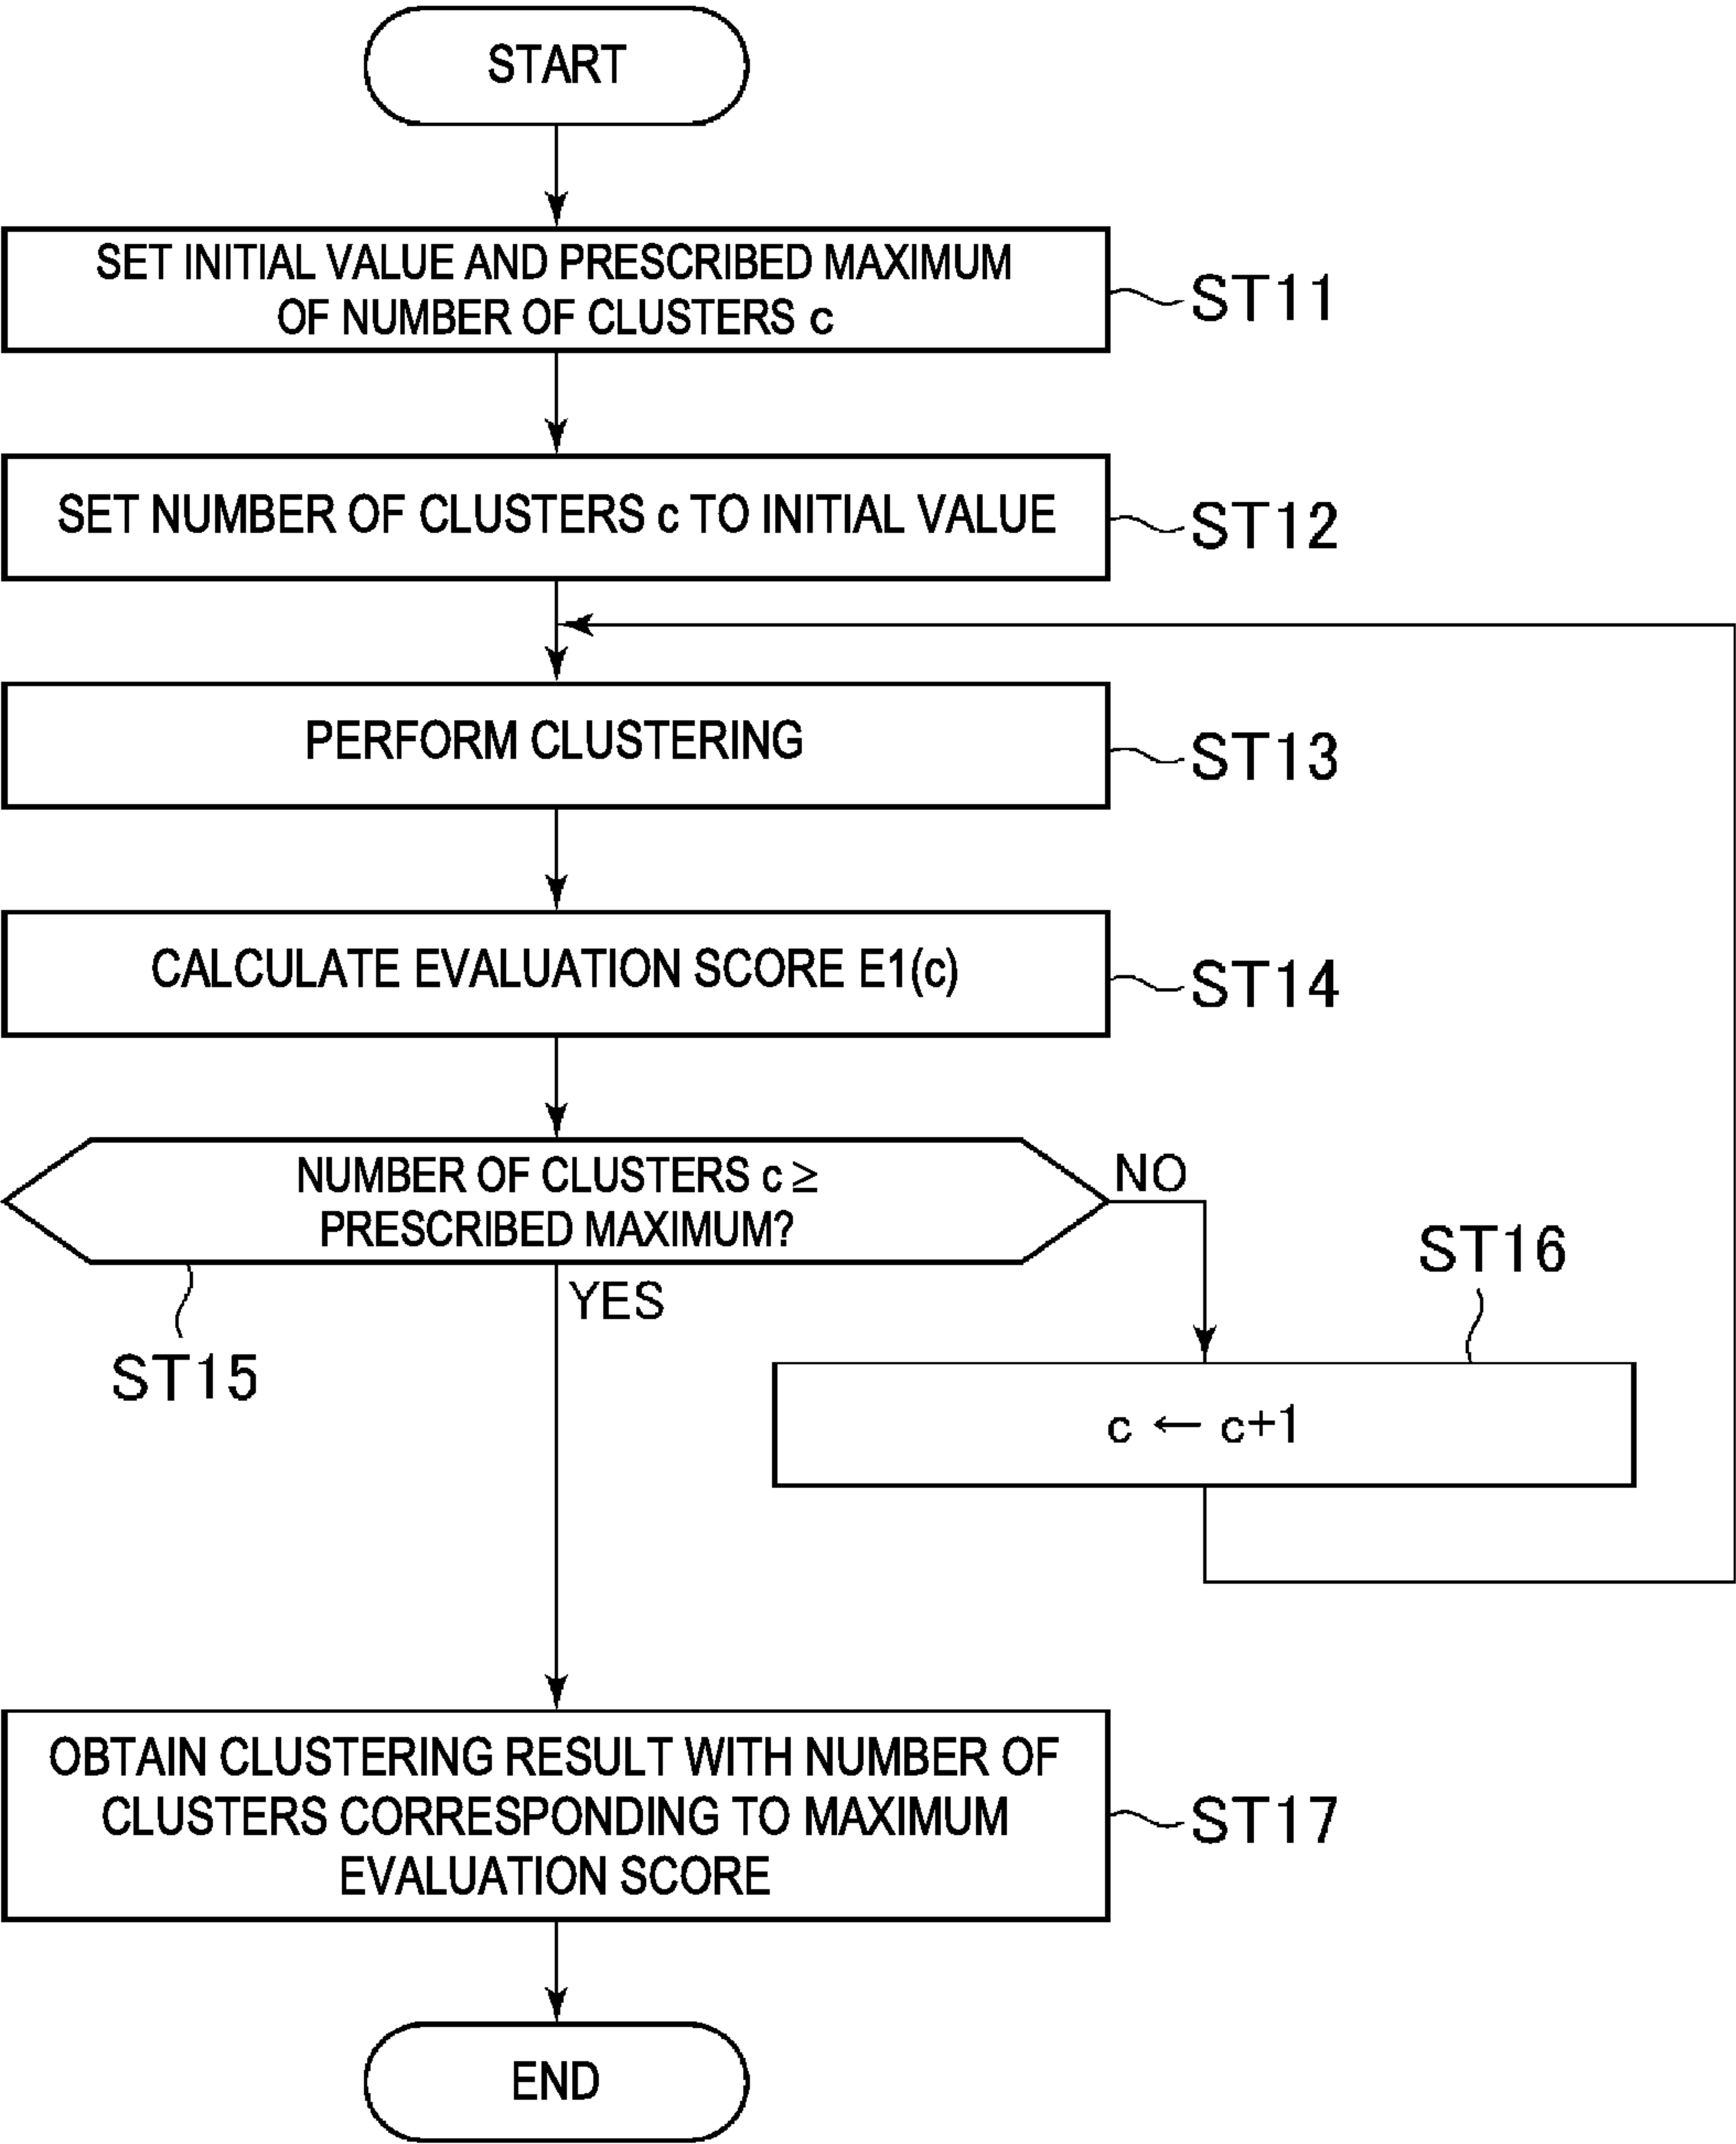 START
SET INITIAL VALUE AND PRESCRIBED MAXIMUM
OF NUMBER OF CLUSTERS c
ST11
SET NUMBER OF CLUSTERS c TO INITIAL VALUE
ST12
PERFORM CLUSTERING
ST13
CALCULATE EVALUATION SCORE E1(c)
ST14
NUMBER OF CLUSTERS c ≥
PRESCRIBED MAXIMUM?
NO
YES
ST15
ST16
c ← c+1
OBTAIN CLUSTERING RESULT WITH NUMBER OF
CLUSTERS CORRESPONDING TO MAXIMUM
EVALUATION SCORE
ST17
END